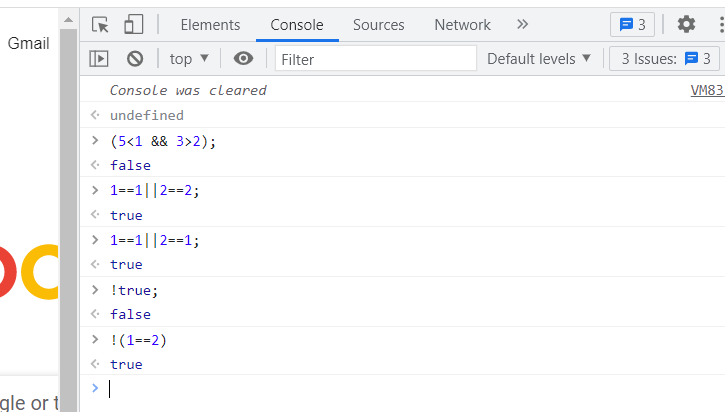 Gmail
Elements Console Sources Network » 3
top ▼ Filter Default levels ▼ 3 Issues: 3
Console was cleared VM83
undefined
(5<1 && 3>2);
false
1==1||2==2;
true
1==1||2==1;
true
!true;
false
!(1==2)
true
gle or t